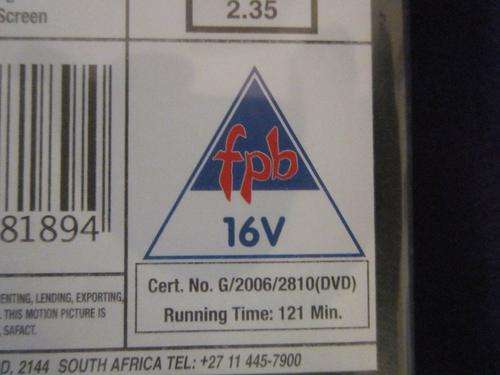 Screen
2.35
fpb
16V
81894
Cert. No. G/2006/2810(DVD)
Running Time: 121 Min.
ENTING, LENDING, EXPORTING,
THIS MOTION PICTURE IS
SAFACT.
D, 2144 SOUTH AFRICA TEL: +27 11 445-7900